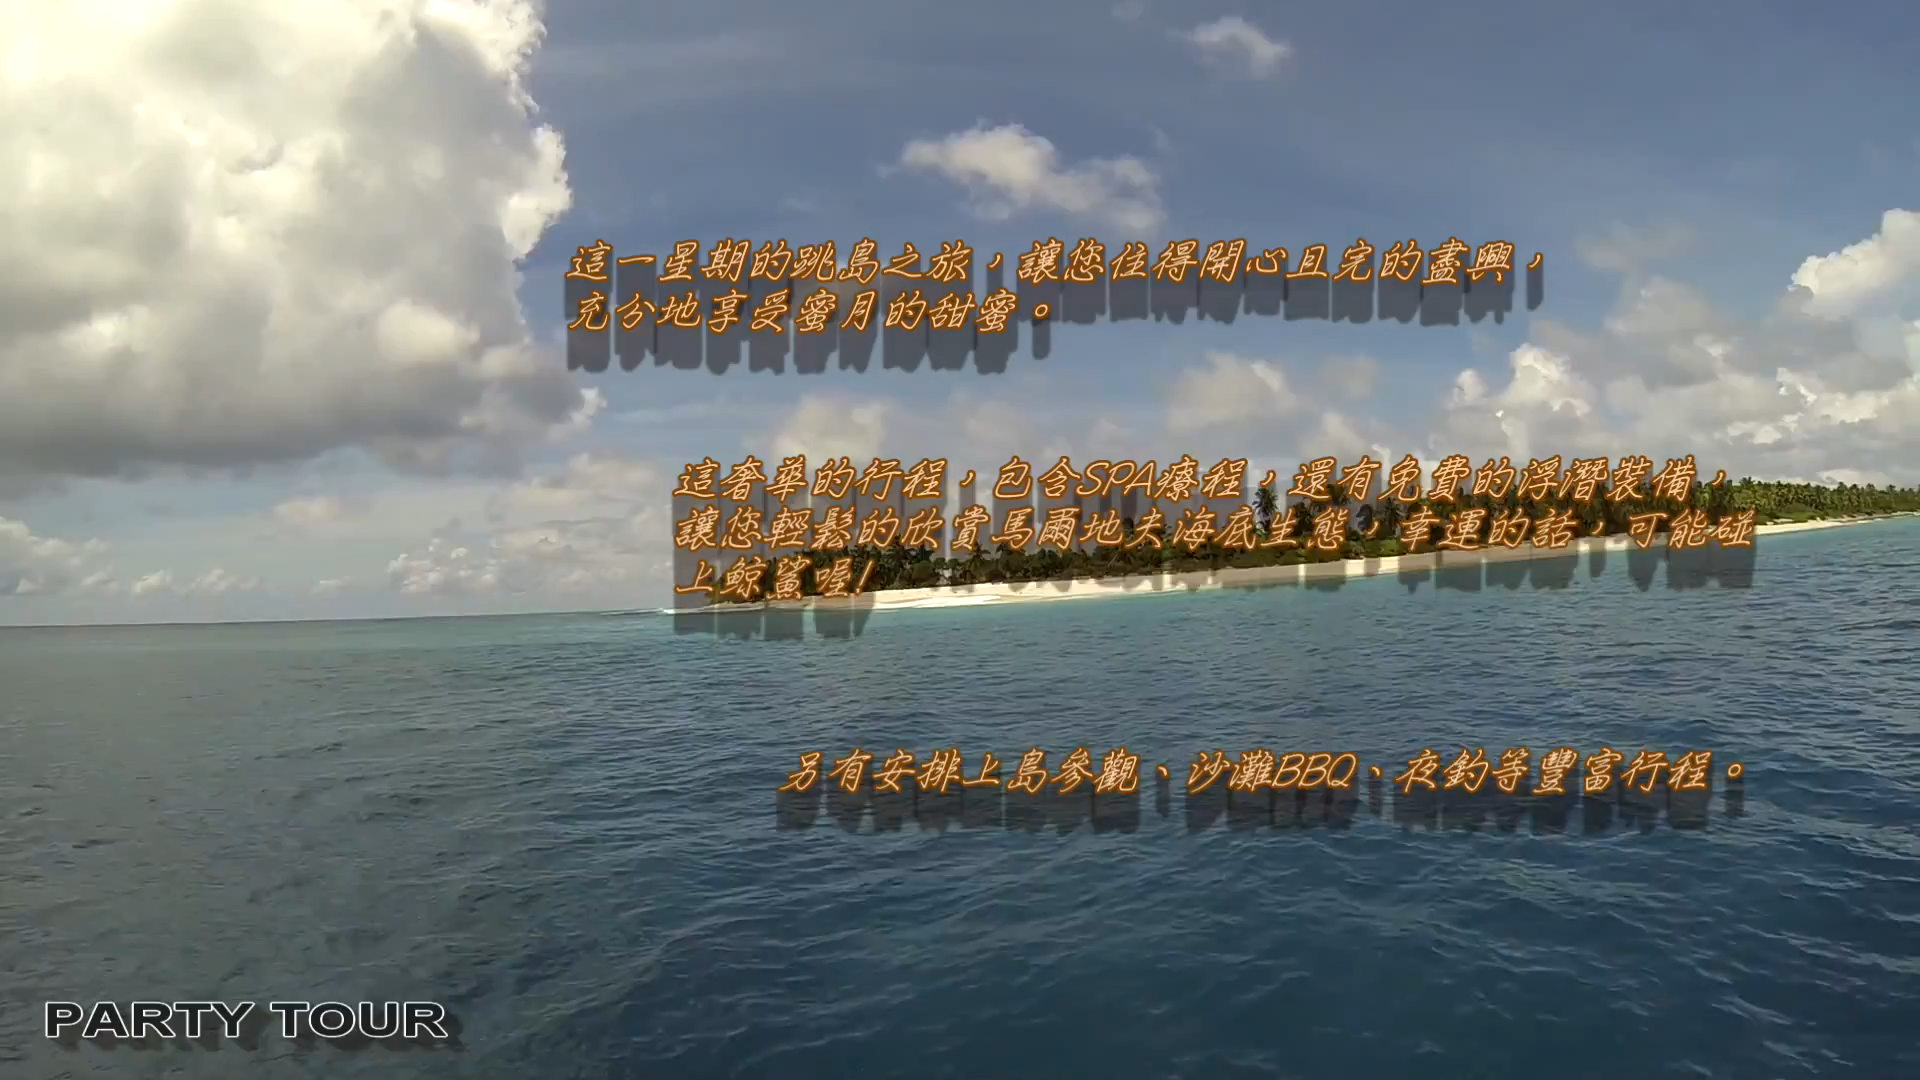 這一星期的跳島之旅，讓您住得開心且完的盡興，
充分地享受蜜月的甜蜜。
這奢華的行程，包含SPA療程，還有免費的浮潛裝備，
讓您輕鬆的欣賞馬爾地夫海底生態，幸運的話，可能碰
上鯨鯊喔!
另有安排上島參觀、沙灘BBQ、夜釣等豐富行程。
PARTY TOUR